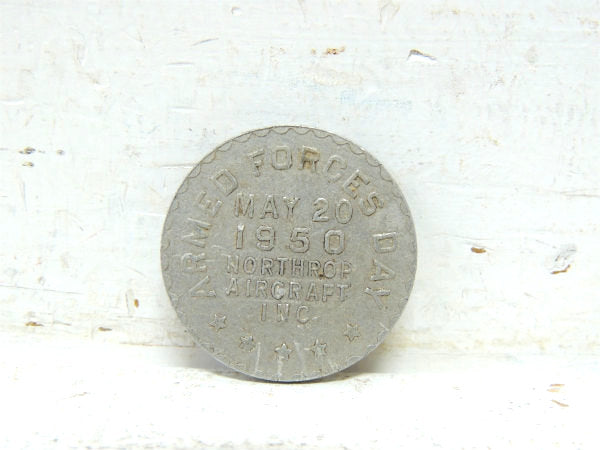 ARMED FORCES DAY
MAY 20
1950
NORTHROP
AIRCRAFT
INC